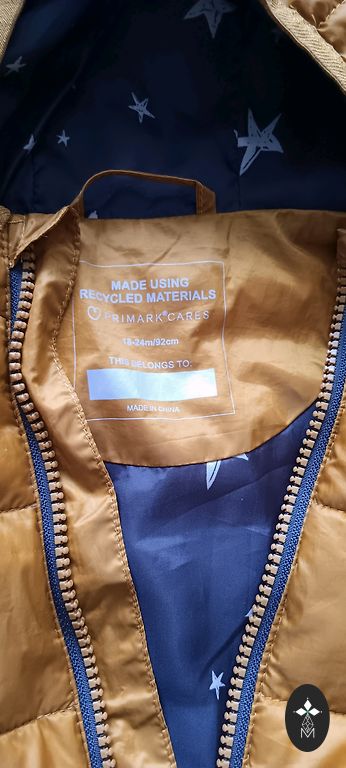 MADE USING
RECYCLED MATERIALS
PRIMARK®CARES
18-24m/92cm
THIS BELONGS TO:
MADE IN CHINA